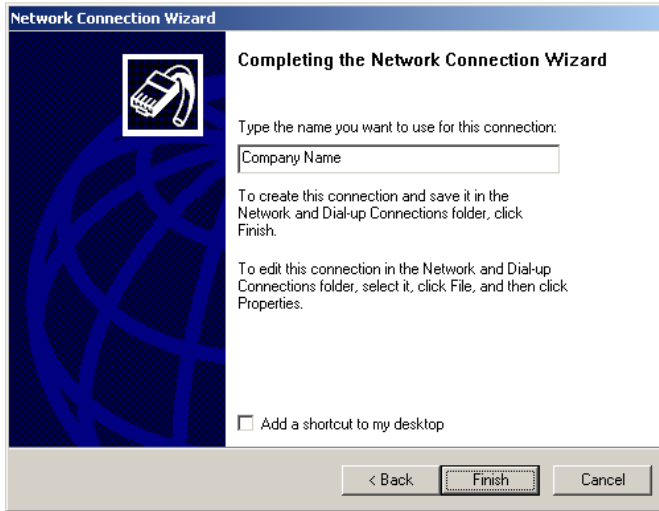 Network Connection Wizard
Completing the Network Connection Wizard
Type the name you want to use for this connection:
Company Name
To create this connection and save it in the
Network and Dial-up Connections folder, click
Finish.
To edit this connection in the Network and Dial-up
Connections folder, select it, click File, and then click
Properties.
Add a shortcut to my desktop
< Back
Finish
Cancel